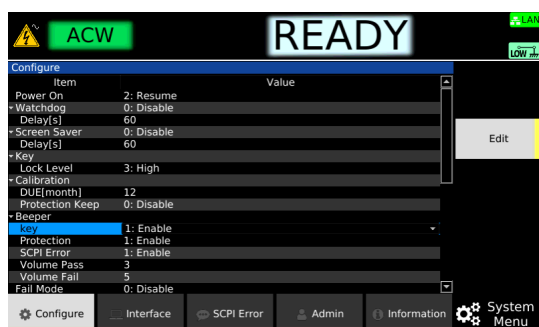 ACW
READY
LAN
LOW
Configure
Item Value
Power On 2: Resume
Watchdog 0: Disable
Delay[s] 60
Screen Saver 0: Disable
Delay[s] 60
Key
Lock Level 3: High
Calibration
DUE[month] 12
Protection Keep 0: Disable
Beeper
key 1: Enable
Protection 1: Enable
SCPI Error 1: Enable
Volume Pass 3
Volume Fail 5
Fail Mode 0: Disable
Edit
Configure Interface SCPI Error Admin Information System
Menu